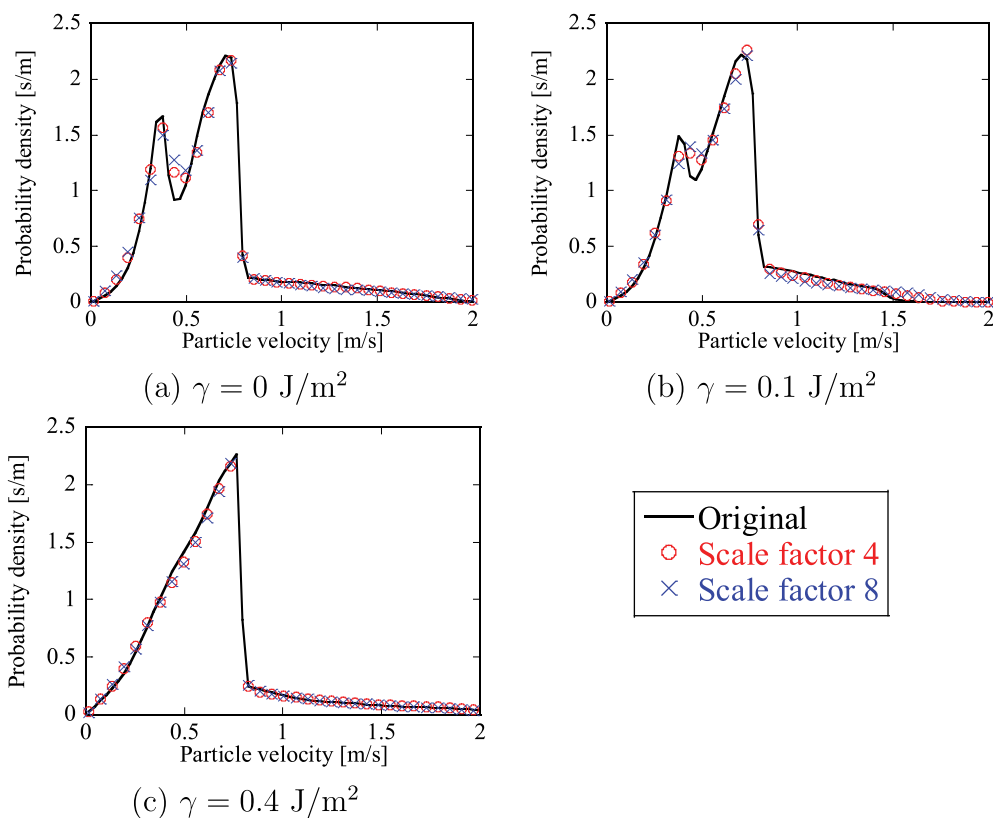 2.5
2
1.5
1
0.5
0
Probability density [s/m]
0 0.5 1 1.5 2
Particle velocity [m/s]
(a) γ = 0 J/m²
2.5
2
1.5
1
0.5
0
Probability density [s/m]
0 0.5 1 1.5 2
Particle velocity [m/s]
(b) γ = 0.1 J/m²
2.5
2
1.5
1
0.5
0
Probability density [s/m]
0 0.5 1 1.5 2
Particle velocity [m/s]
(c) γ = 0.4 J/m²
Original
Scale factor 4
Scale factor 8